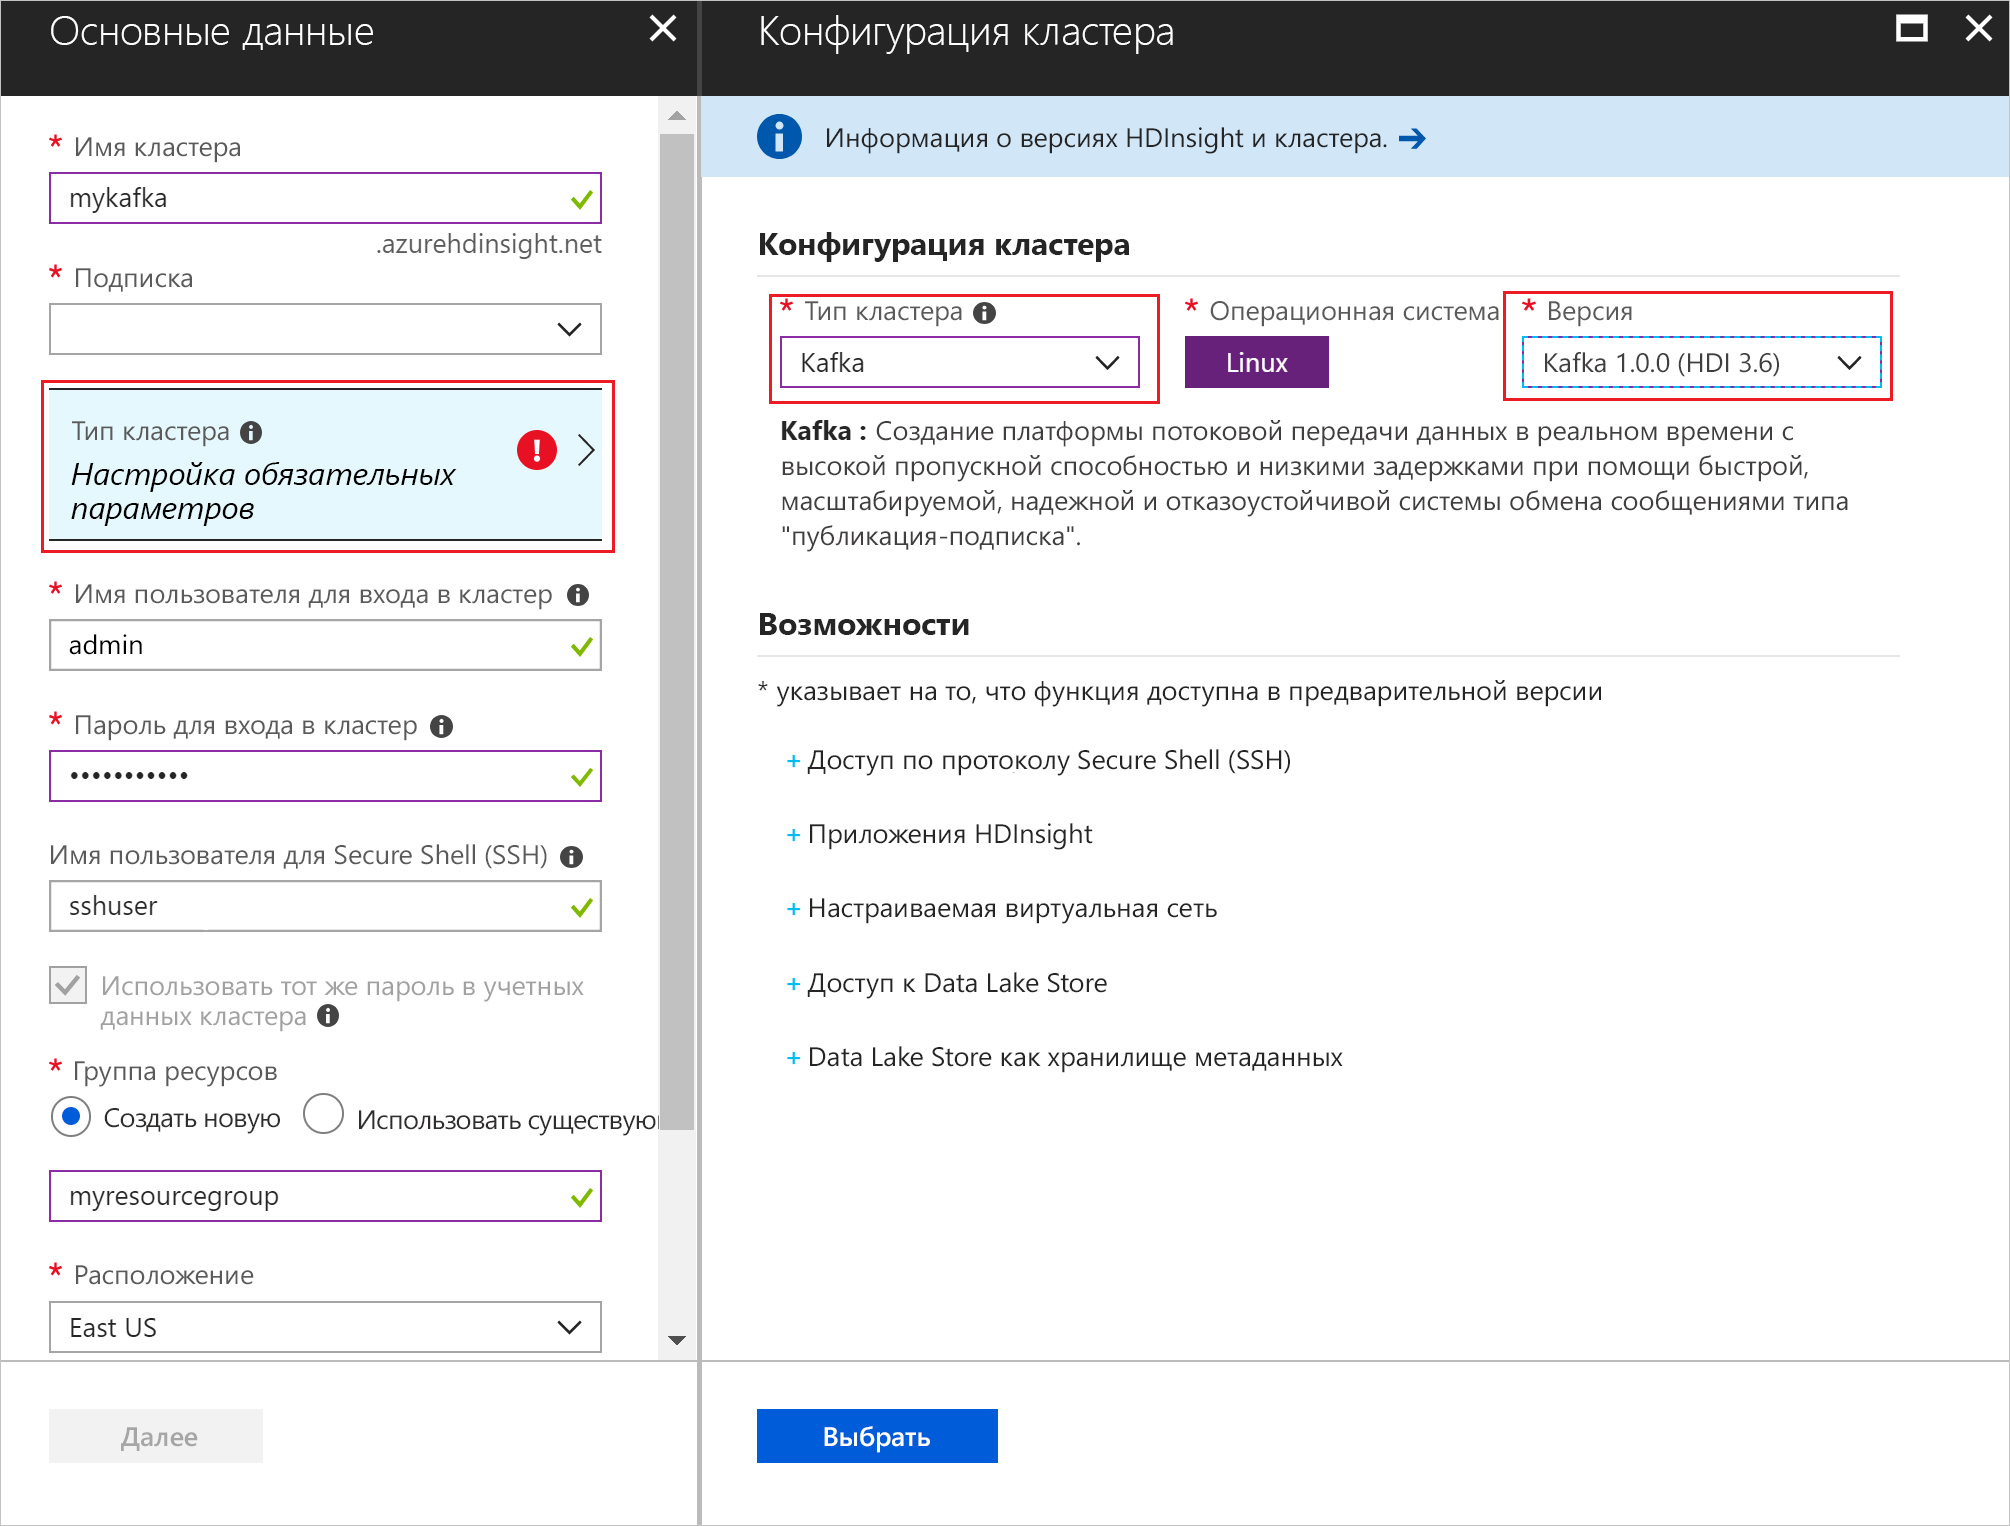 Основные данные
* Имя кластера
mykafka
.azurehdinsight.net
* Подписка
Тип кластера
Настройка обязательных
параметров
* Имя пользователя для входа в кластер
admin
* Пароль для входа в кластер
•••••••••••
Имя пользователя для Secure Shell (SSH)
sshuser
Использовать тот же пароль в учетных
данных кластера
* Группа ресурсов
Создать новую
Использовать существую
myresourcegroup
* Расположение
East US
Далее
Конфигурация кластера
Информация о версиях HDInsight и кластера. →
Конфигурация кластера
* Тип кластера
Kafka
* Операционная система
Linux
* Версия
Kafka 1.0.0 (HDI 3.6)
Kafka : Создание платформы потоковой передачи данных в реальном времени с
высокой пропускной способностью и низкими задержками при помощи быстрой,
масштабируемой, надежной и отказоустойчивой системы обмена сообщениями типа
"публикация-подписка".
Возможности
* указывает на то, что функция доступна в предварительной версии
+ Доступ по протоколу Secure Shell (SSH)
+ Приложения HDInsight
+ Настраиваемая виртуальная сеть
+ Доступ к Data Lake Store
+ Data Lake Store как хранилище метаданных
Выбрать